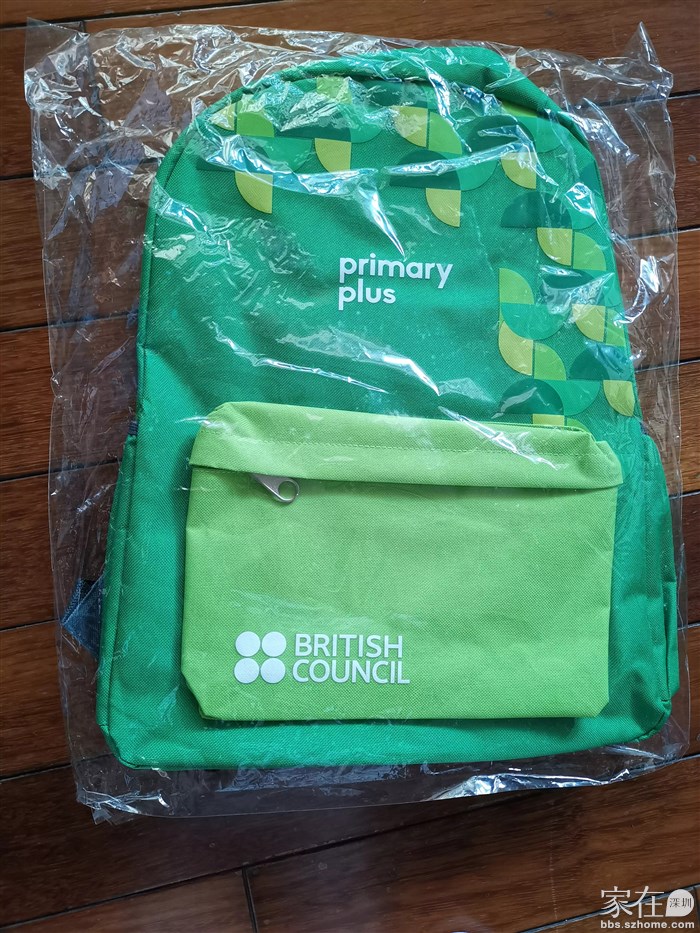 primary
plus
BRITISH
COUNCIL
家在深圳
bbs.szhome.com